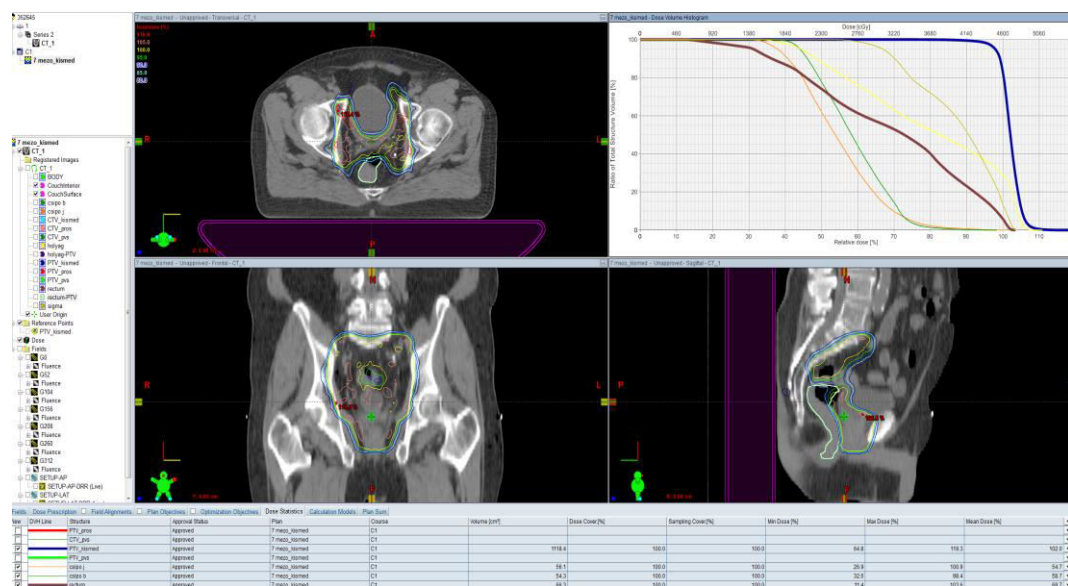 352645
1
Series 2
CT_1
C1
7 mezo_kismed
7 mezo_kismed
CT_1
Registered Images
CT_1
BODY
CouchInterior
CouchSurface
csipo b
csipo j
CTV_kismed
CTV_pros
CTV_pvs
holyag
holyag-PTV
PTV_kismed
PTV_pros
PTV_pvs
rectum
rectum-PTV
sigma
User Origin
Reference Points
PTV_kismed
Dose
Fields
G0
Fluence
G52
Fluence
G104
Fluence
G156
Fluence
G208
Fluence
G260
Fluence
G312
Fluence
SETUP-AP
SETUP-AP-DRR (Live)
SETUP-LAT
7 mezo_kismed - Unapproved - Transversal - CT_1
110.0
105.0
100.0
95.0
A
R
L
P
7 mezo_kismed - Dose Volume Histogram
Dose [cGy]
0 460 920 1380 1840 2300 2760 3220 3680 4140 4600 5060
Ratio of Total Structure Volume [%]
100
80
60
40
20
0
0 10 20 30 40 50 60 70 80 90 100 110
Relative dose [%]
7 mezo_kismed - Unapproved - Frontal - CT_1
H
R
L
7 mezo_kismed - Unapproved - Sagittal - CT_1
H
P
Fields Dose Prescription Field Alignments Plan Objectives Optimization Objectives Dose Statistics Calculation Models Plan Sum
View DVH Line Structure Approval Status Plan Course Volume [cm³] Dose Cover[%] Sampling Cover[%] Min Dose [%] Max Dose [%] Mean Dose [%]
PTV_pros Approved 7 mezo_kismed C1
CTV_pvs Approved 7 mezo_kismed C1
PTV_kismed Approved 7 mezo_kismed C1 1118.4 100.0 100.0 64.8 110.3 102.0
PTV_pvs Approved 7 mezo_kismed C1
csipo j Approved 7 mezo_kismed C1 56.1 100.0 100.0 26.9 100.9 54.7
csipo b Approved 7 mezo_kismed C1 54.3 100.0 100.0 32.5 98.4 58.7